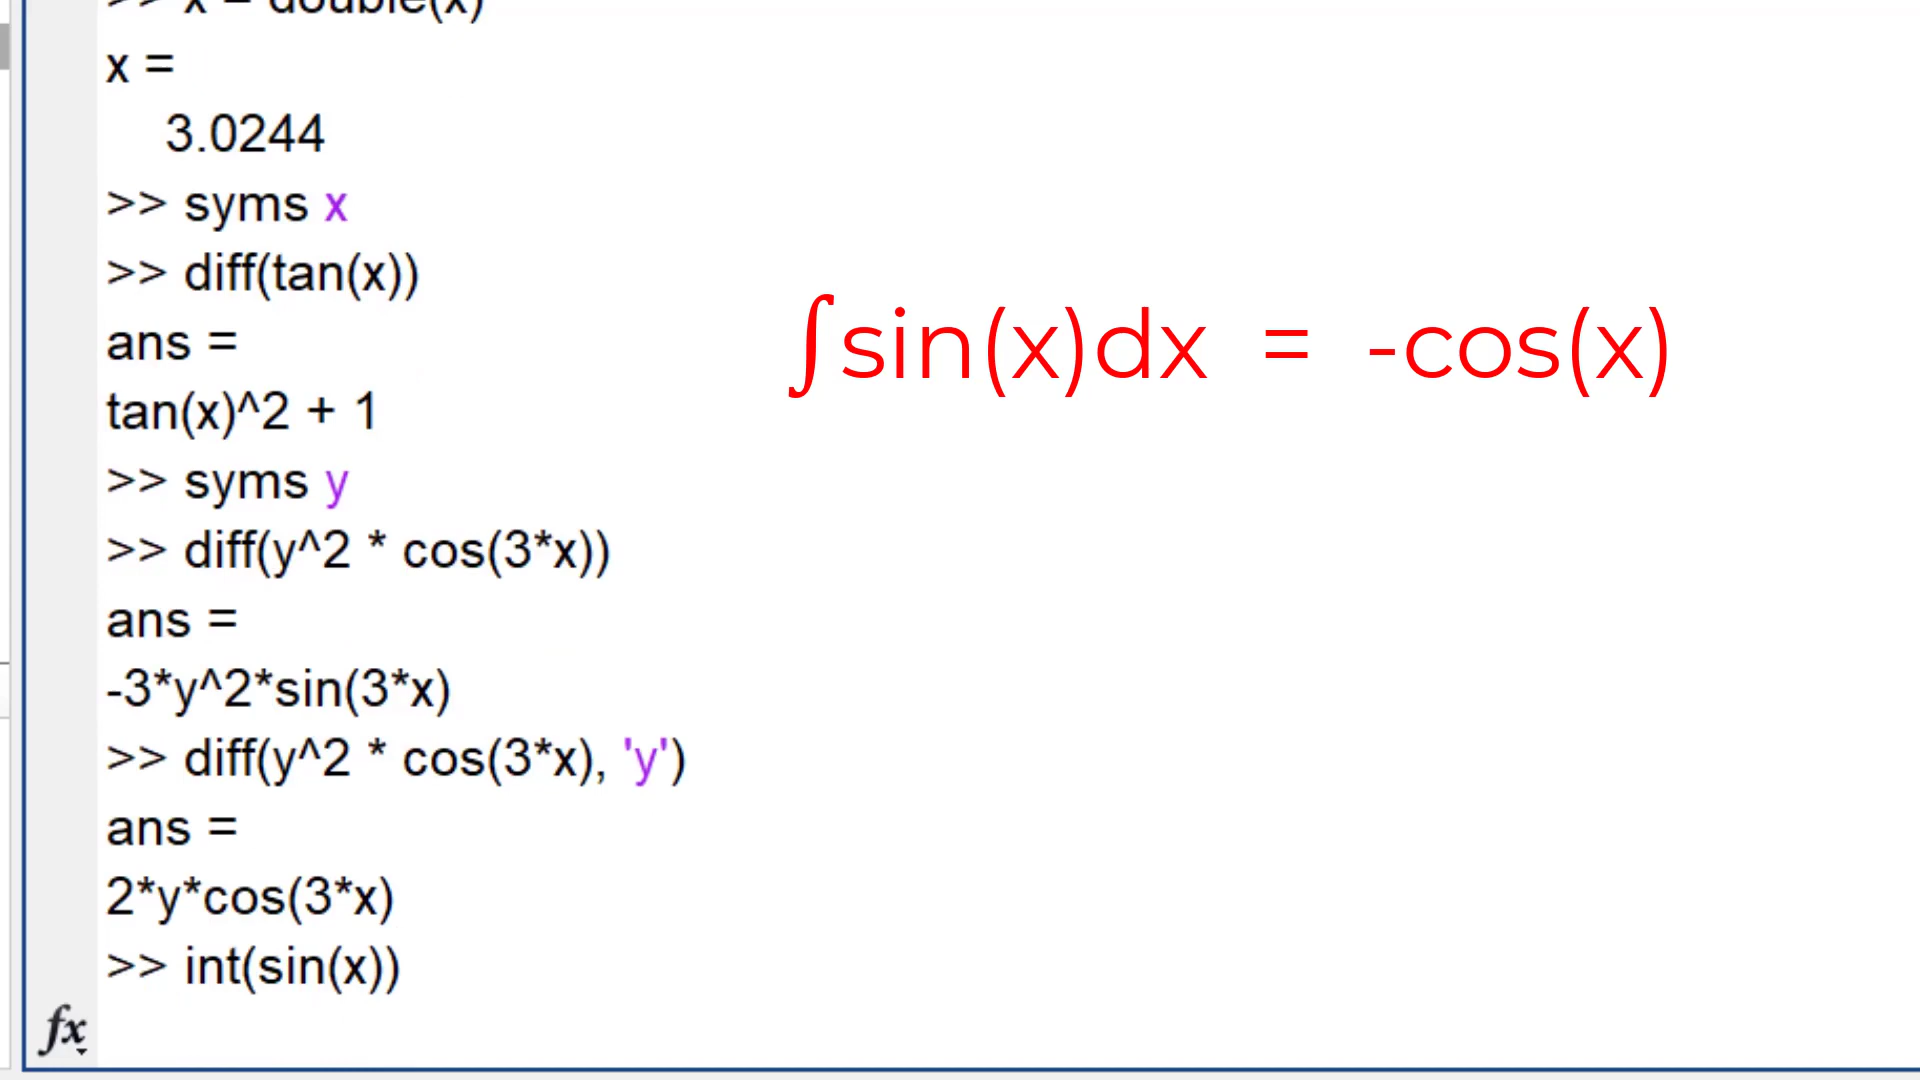 >> x = double(x)
x =
3.0244
>> syms x
>> diff(tan(x))
ans =
tan(x)^2 + 1
>> syms y
>> diff(y^2 * cos(3*x))
ans =
-3*y^2*sin(3*x)
>> diff(y^2 * cos(3*x), 'y')
ans =
2*y*cos(3*x)
>> int(sin(x))
fx
∫sin(x)dx = -cos(x)